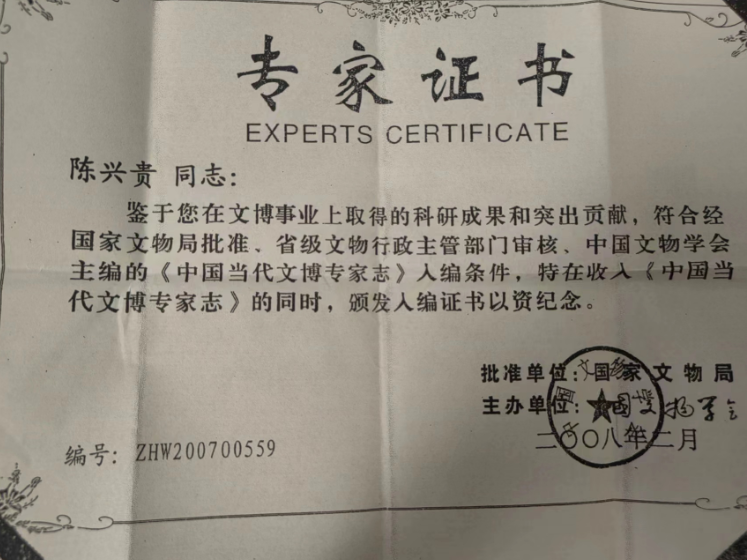 专家证书
EXPERTS CERTIFICATE
陈兴贵 同志：
鉴于您在文博事业上取得的科研成果和突出贡献，符合经
国家文物局批准、省级文物行政主管部门审核、中国文物学会
主编的《中国当代文博专家志》入编条件，特在收入《中国当
代文博专家志》的同时，颁发入编证书以资纪念。
批准单位：国家文物局
主办单位：中国文物学会
二〇〇八年二月
编号：ZHW200700559